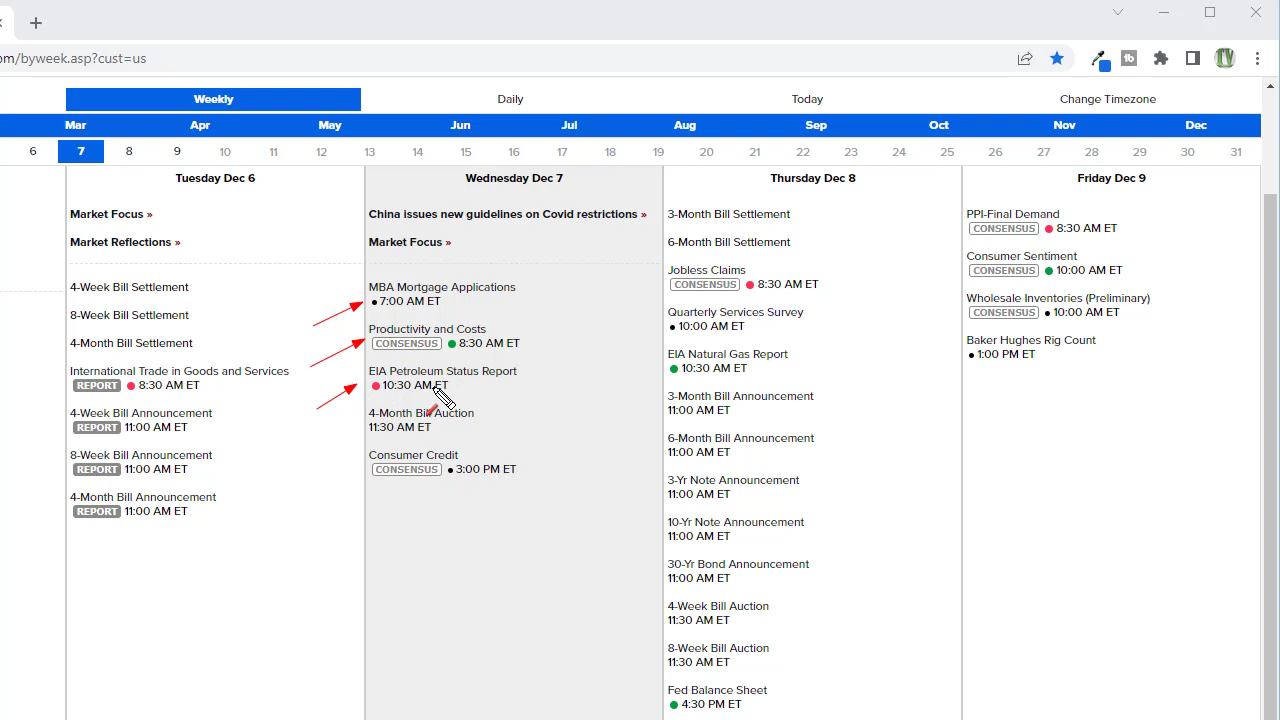 om/byweek.asp?cust=us
Weekly Daily Today Change Timezone
Mar Apr May Jun Jul Aug Sep Oct Nov Dec
6 7 8 9 10 11 12 13 14 15 16 17 18 19 20 21 22 23 24 25 26 27 28 29 30 31
Tuesday Dec 6
Market Focus »
Market Reflections »
4-Week Bill Settlement
8-Week Bill Settlement
4-Month Bill Settlement
International Trade in Goods and Services
REPORT 8:30 AM ET
4-Week Bill Announcement
REPORT 11:00 AM ET
8-Week Bill Announcement
REPORT 11:00 AM ET
4-Month Bill Announcement
REPORT 11:00 AM ET
Wednesday Dec 7
China issues new guidelines on Covid restrictions »
Market Focus »
MBA Mortgage Applications
7:00 AM ET
Productivity and Costs
CONSENSUS 8:30 AM ET
EIA Petroleum Status Report
10:30 AM ET
4-Month Bill Auction
11:30 AM ET
Consumer Credit
CONSENSUS 3:00 PM ET
Thursday Dec 8
3-Month Bill Settlement
6-Month Bill Settlement
Jobless Claims
CONSENSUS 8:30 AM ET
Quarterly Services Survey
10:00 AM ET
EIA Natural Gas Report
10:30 AM ET
3-Month Bill Announcement
11:00 AM ET
6-Month Bill Announcement
11:00 AM ET
3-Yr Note Announcement
11:00 AM ET
10-Yr Note Announcement
11:00 AM ET
30-Yr Bond Announcement
11:00 AM ET
4-Week Bill Auction
11:30 AM ET
8-Week Bill Auction
11:30 AM ET
Fed Balance Sheet
4:30 PM ET
Friday Dec 9
PPI-Final Demand
CONSENSUS 8:30 AM ET
Consumer Sentiment
CONSENSUS 10:00 AM ET
Wholesale Inventories (Preliminary)
CONSENSUS 10:00 AM ET
Baker Hughes Rig Count
1:00 PM ET